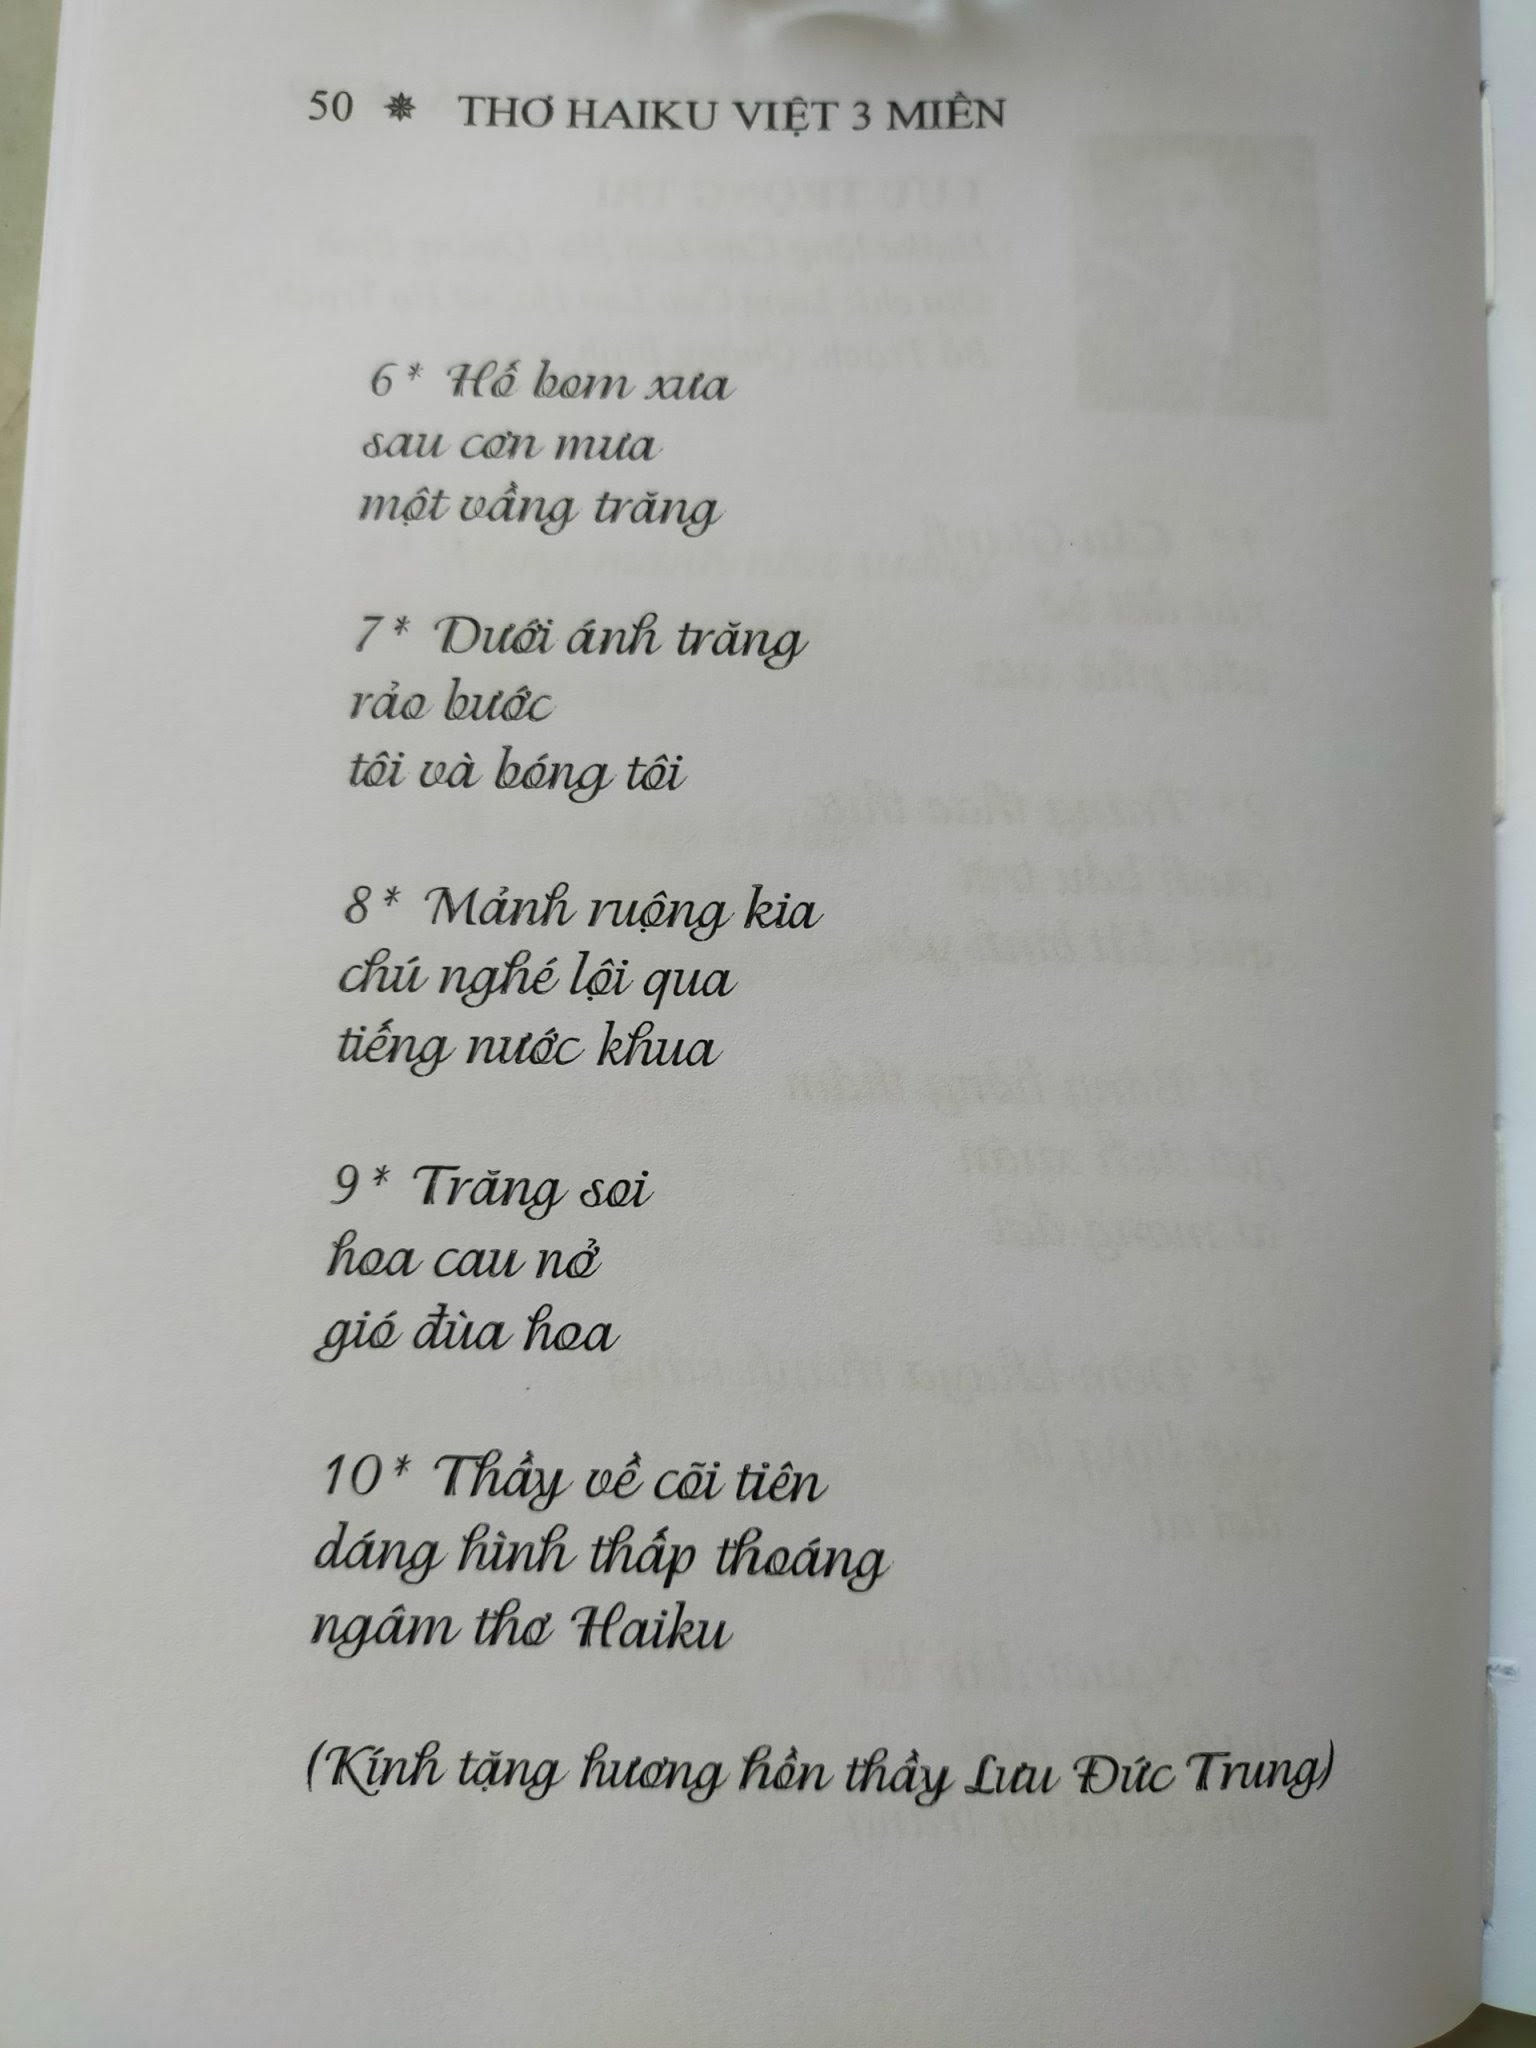 50 ✵ THƠ HAIKU VIỆT 3 MIỀN
6* Hố bom xưa
sau cơn mưa
một vầng trăng
7* Dưới ánh trăng
rảo bước
tôi và bóng tôi
8* Mảnh ruộng kia
chú nghé lội qua
tiếng nước khua
9* Trăng soi
hoa cau nở
gió đùa hoa
10* Thầy về cõi tiên
dáng hình thấp thoáng
ngâm thơ Haiku
(Kính tặng hương hồn thầy Lưu Đức Trung)